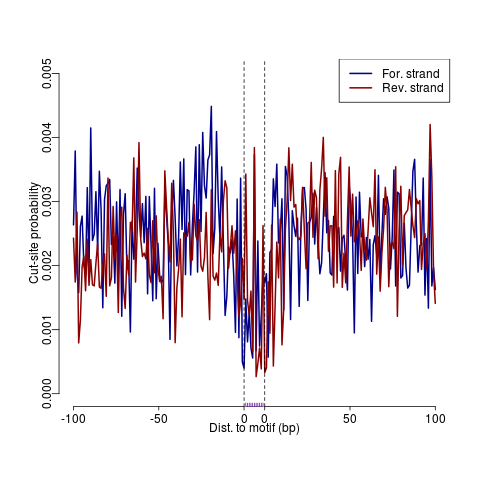 For. strand
Rev. strand
0.005
0.004
0.003
0.002
0.001
0.000
Cut-site probability
-100 -50 0 0 50 100
Dist. to motif (bp)